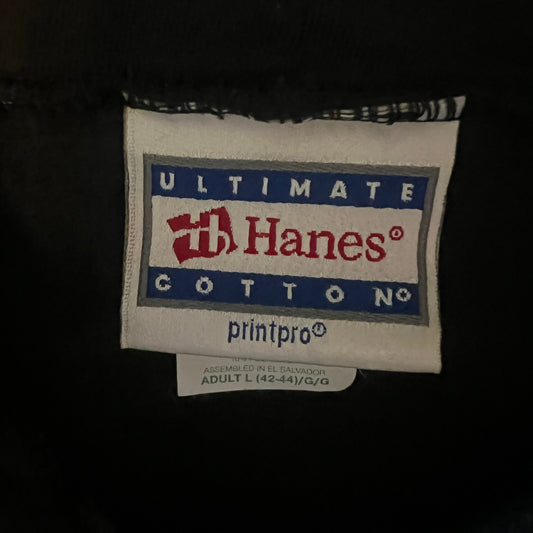 ULTIMATE
Hanes®
COTTON®
printpro®
ASSEMBLED IN EL SALVADOR
ADULT L (42-44)/G/G